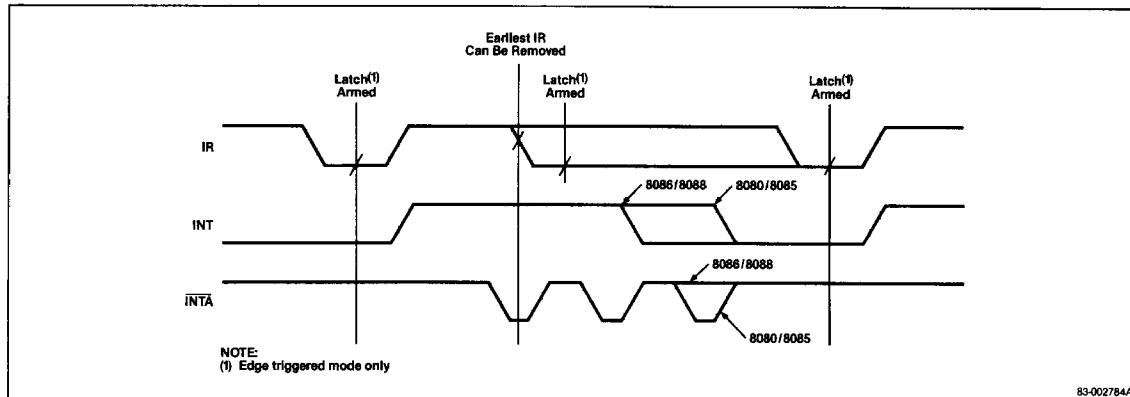 Earliest IR
Can Be Removed
Latch(1)
Armed
Latch(1)
Armed
Latch(1)
Armed
IR
8086/8088
8080/8085
INT
8086/8088
INTA
8080/8085
NOTE:
(1) Edge triggered mode only
83-002784A